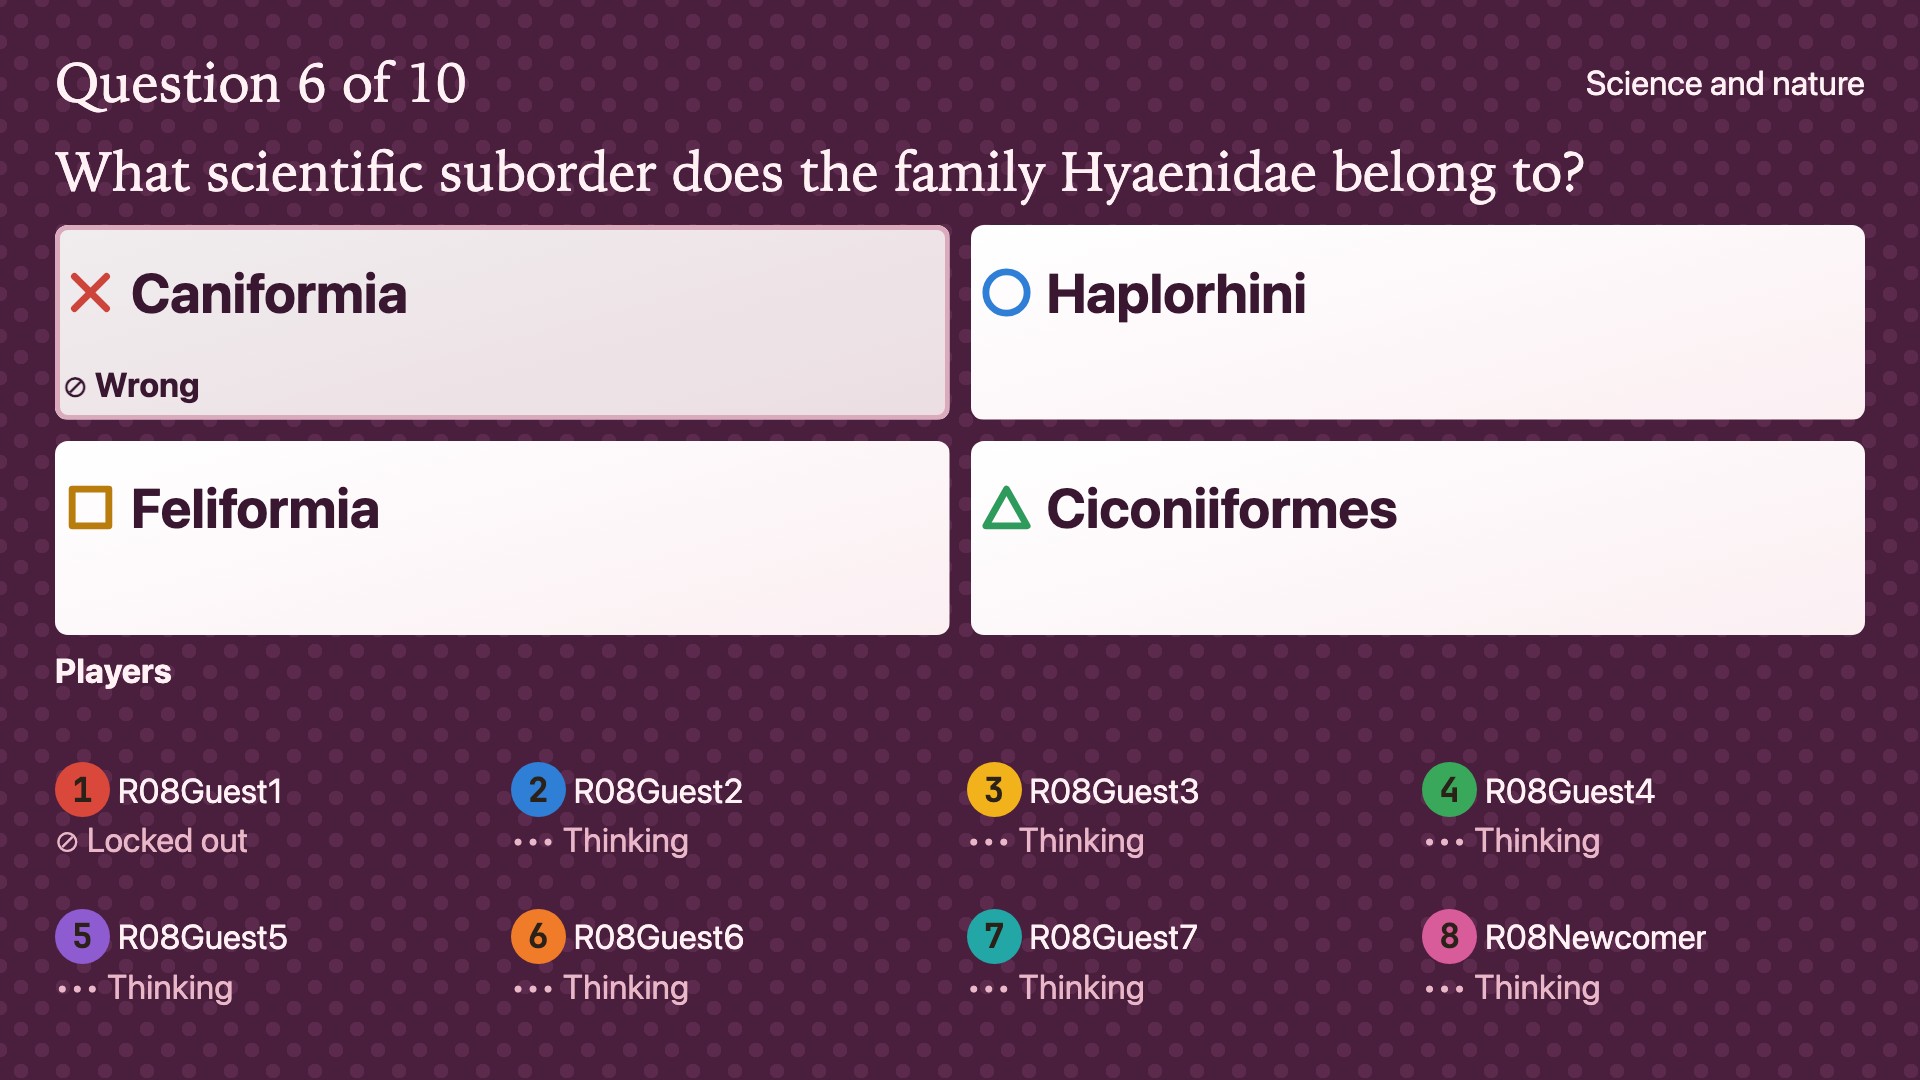 Question 6 of 10
Science and nature
What scientific suborder does the family Hyaenidae belong to?
Caniformia
Wrong
Haplorhini
Feliformia
Ciconiiformes
Players
1 R08Guest1
Locked out
2 R08Guest2
Thinking
3 R08Guest3
Thinking
4 R08Guest4
Thinking
5 R08Guest5
Thinking
6 R08Guest6
Thinking
7 R08Guest7
Thinking
8 R08Newcomer
Thinking